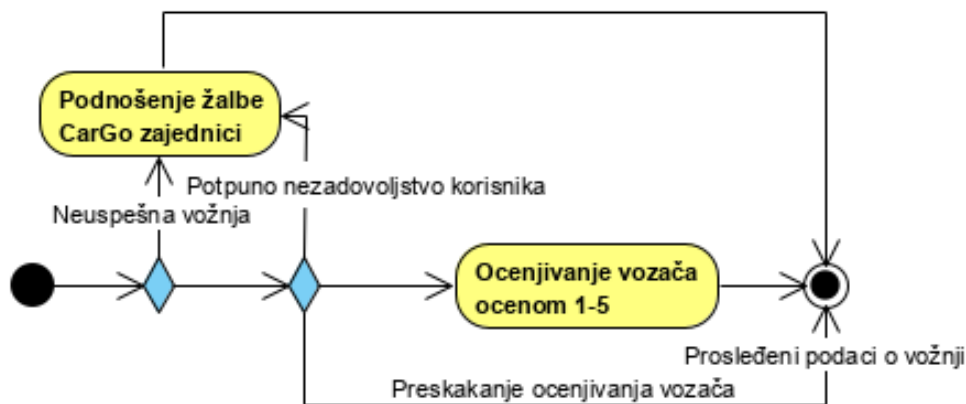 Podnošenje žalbe
CarGo zajednici
Potpuno nezadovoljstvo korisnika
Neuspešna vožnja
Ocenjivanje vozača
ocenom 1-5
Prosleđeni podaci o vožnji
Preskakanje ocenjivanja vozača